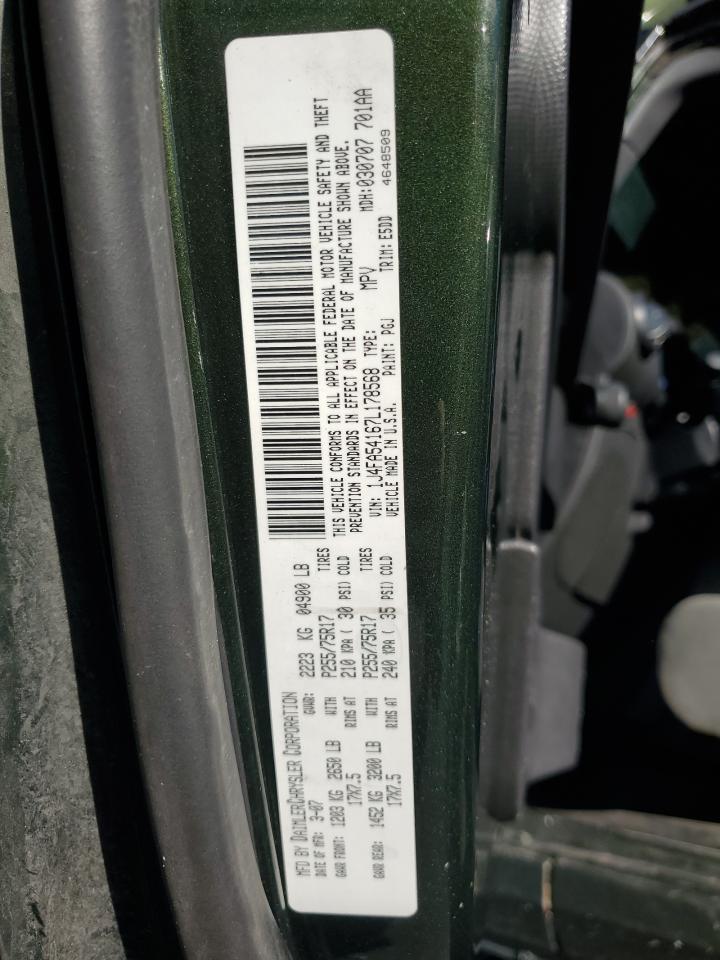 MFD BY DAIMLERCHRYSLER CORPORATION
DATE OF MFR: 3-07 GVWR: 2223 KG 04900 LB
GAWR FRONT: 1203 KG 2650 LB WITH P255/75R17 TIRES
17X7.5 RIMS AT 210 KPA( 30 PSI) COLD
GAWR REAR: 1452 KG 3200 LB WITH P255/75R17 TIRES
17X7.5 RIMS AT 240 KPA( 35 PSI) COLD
THIS VEHICLE CONFORMS TO ALL APPLICABLE FEDERAL MOTOR VEHICLE SAFETY AND THEFT
PREVENTION STANDARDS IN EFFECT ON THE DATE OF MANUFACTURE SHOWN ABOVE.
VIN: 1J4FA54167L178568 TYPE: MPV MDH:030707 701AA
VEHICLE MADE IN U.S.A. PAINT: PGJ TRIM: E5DD 4648509